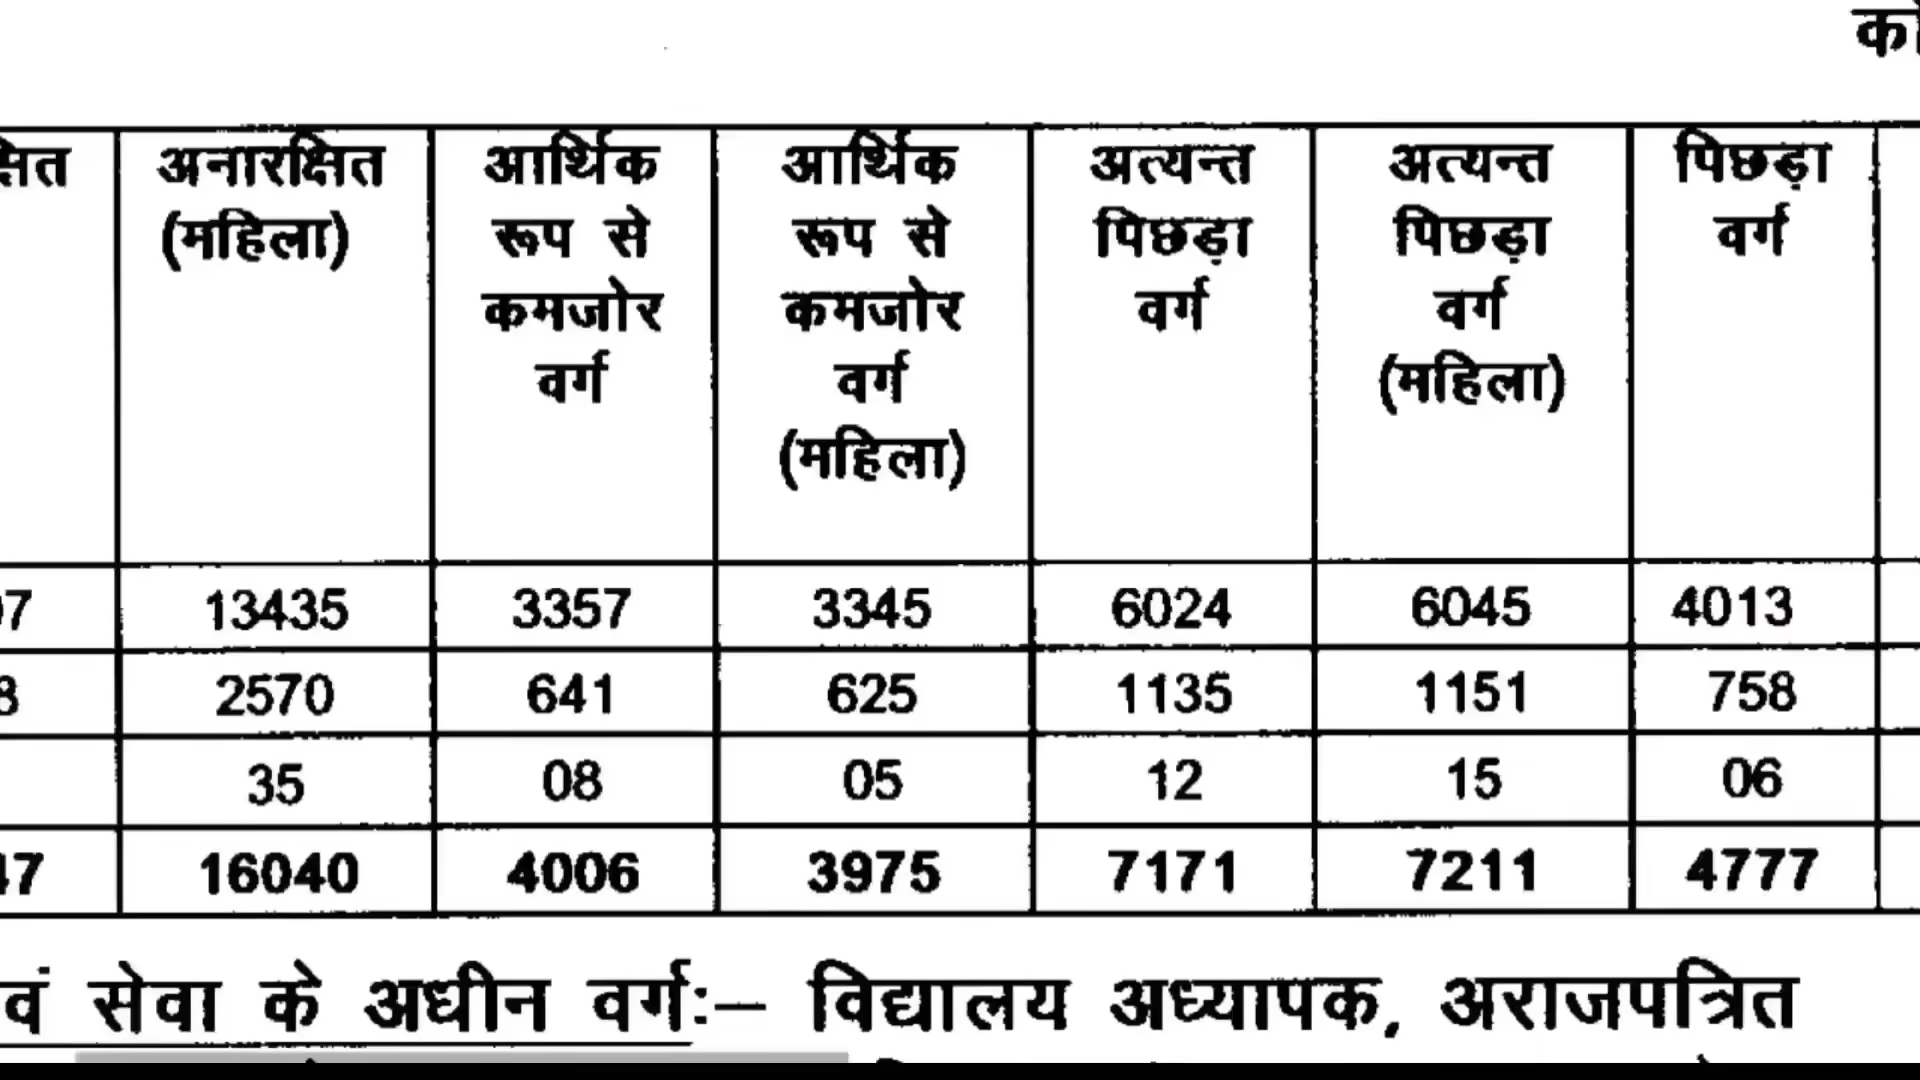 अनारक्षित (महिला) आर्थिक रूप से कमजोर वर्ग आर्थिक रूप से कमजोर वर्ग (महिला) अत्यन्त पिछड़ा वर्ग अत्यन्त पिछड़ा वर्ग (महिला) पिछड़ा वर्ग
13435 3357 3345 6024 6045 4013
2570 641 625 1135 1151 758
35 08 05 12 15 06
16040 4006 3975 7171 7211 4777
सेवा के अधीन वर्ग:– विद्यालय अध्यापक, अराजपत्रित